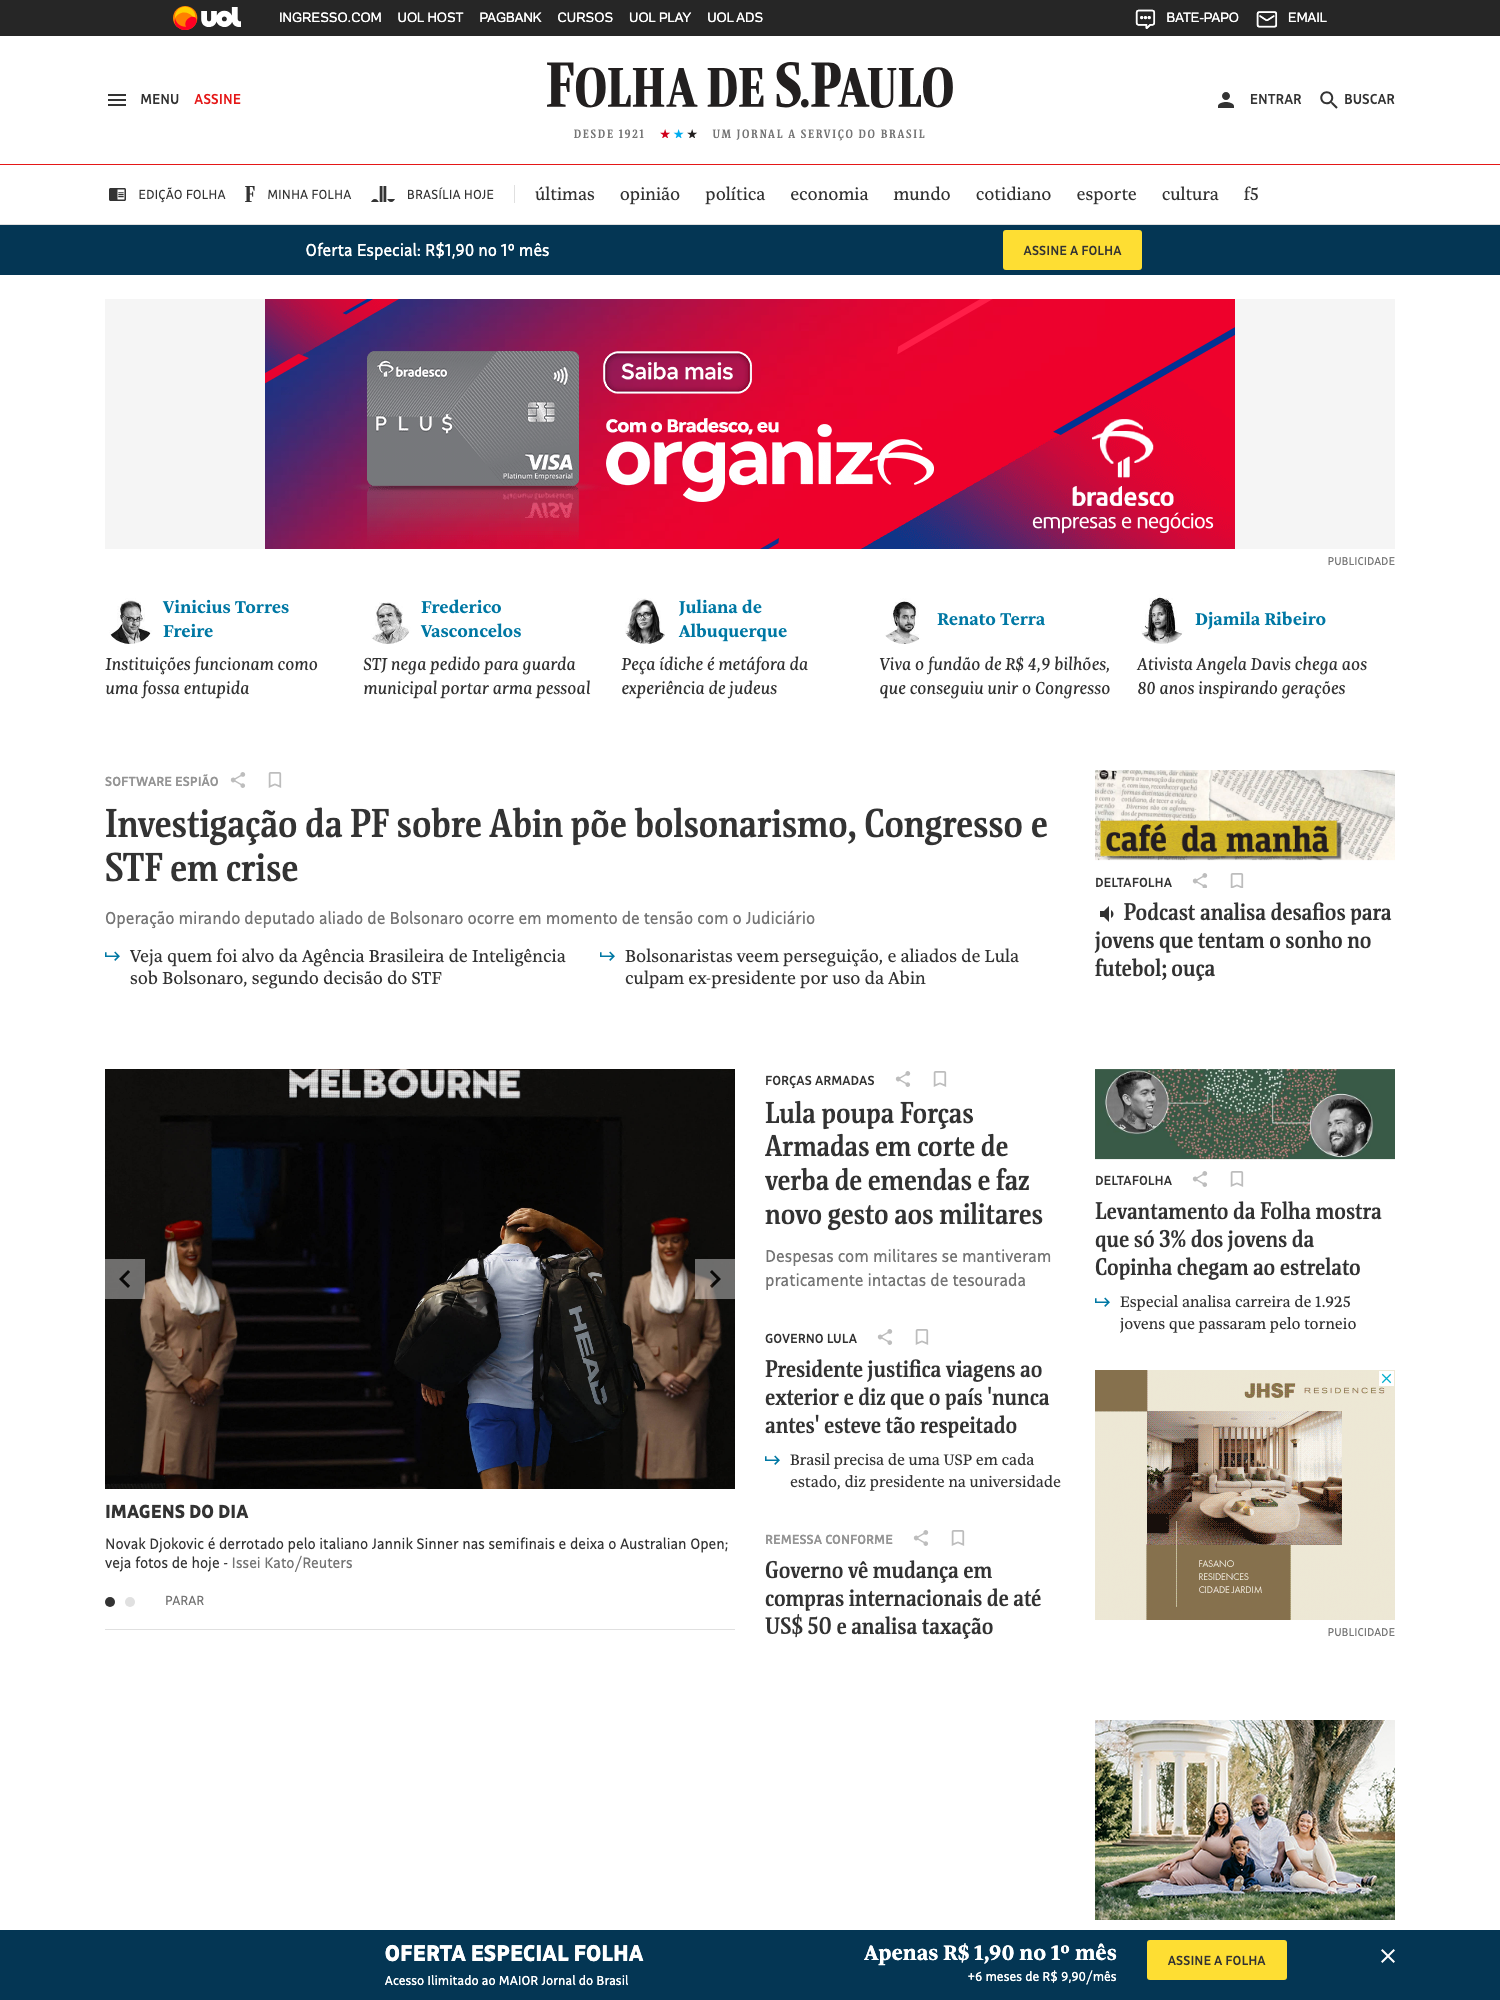 uol INGRESSO.COM UOL HOST PAGBANK CURSOS UOL PLAY UOL ADS BATE-PAPO EMAIL
MENU ASSINE
FOLHA DE S.PAULO
DESDE 1921 UM JORNAL A SERVIÇO DO BRASIL
ENTRAR BUSCAR
EDIÇÃO FOLHA F MINHA FOLHA BRASÍLIA HOJE últimas opinião política economia mundo cotidiano esporte cultura f5
Oferta Especial: R$1,90 no 1º mês ASSINE A FOLHA
bradesco
PLU$
VISA
Platinum Empresarial
Saiba mais
Com o Bradesco, eu
organizo
bradesco
empresas e negócios
PUBLICIDADE
Vinicius Torres
Freire
Instituições funcionam como
uma fossa entupida
Frederico
Vasconcelos
STJ nega pedido para guarda
municipal portar arma pessoal
Juliana de
Albuquerque
Peça ídiche é metáfora da
experiência de judeus
Renato Terra
Viva o fundão de R$ 4,9 bilhões,
que conseguiu unir o Congresso
Djamila Ribeiro
Ativista Angela Davis chega aos
80 anos inspirando gerações
SOFTWARE ESPIÃO
Investigação da PF sobre Abin põe bolsonarismo, Congresso e
STF em crise
Operação mirando deputado aliado de Bolsonaro ocorre em momento de tensão com o Judiciário
Veja quem foi alvo da Agência Brasileira de Inteligência
sob Bolsonaro, segundo decisão do STF
Bolsonaristas veem perseguição, e aliados de Lula
culpam ex-presidente por uso da Abin
café da manhã
DELTAFOLHA
Podcast analisa desafios para
jovens que tentam o sonho no
futebol; ouça
MELBOURNE
HEAD
IMAGENS DO DIA
Novak Djokovic é derrotado pelo italiano Jannik Sinner nas semifinais e deixa o Australian Open;
veja fotos de hoje - Issei Kato/Reuters
PARAR
FORÇAS ARMADAS
Lula poupa Forças
Armadas em corte de
verba de emendas e faz
novo gesto aos militares
Despesas com militares se mantiveram
praticamente intactas de tesourada
GOVERNO LULA
Presidente justifica viagens ao
exterior e diz que o país 'nunca
antes' esteve tão respeitado
Brasil precisa de uma USP em cada
estado, diz presidente na universidade
REMESSA CONFORME
Governo vê mudança em
compras internacionais de até
US$ 50 e analisa taxação
DELTAFOLHA
Levantamento da Folha mostra
que só 3% dos jovens da
Copinha chegam ao estrelato
Especial analisa carreira de 1.925
jovens que passaram pelo torneio
JHSF RESIDENCES
FASANO
RESIDENCES
CIDADE JARDIM
PUBLICIDADE
OFERTA ESPECIAL FOLHA
Acesso Ilimitado ao MAIOR Jornal do Brasil
Apenas R$ 1,90 no 1º mês
+6 meses de R$ 9,90/mês
ASSINE A FOLHA